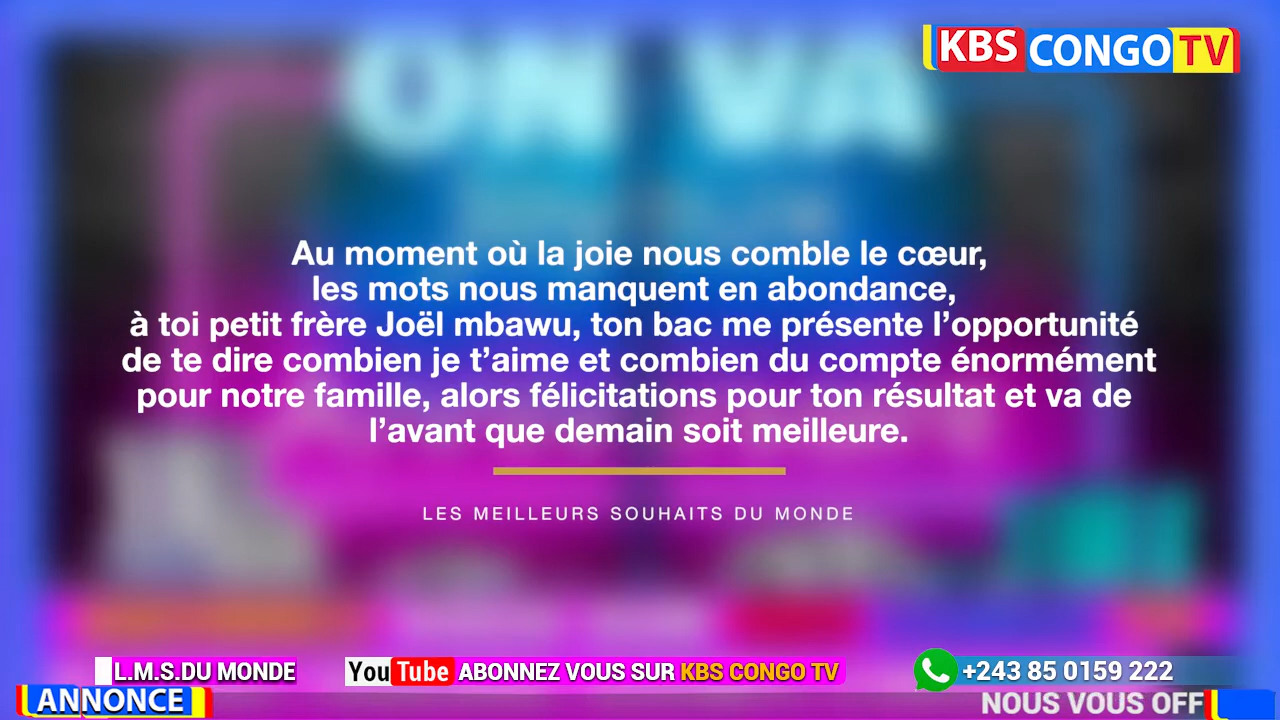 ON VA
KBS CONGO TV
Au moment où la joie nous comble le cœur,
les mots nous manquent en abondance,
à toi petit frère Joël mbawu, ton bac me présente l’opportunité
de te dire combien je t’aime et combien du compte énormément
pour notre famille, alors félicitations pour ton résultat et va de
l’avant que demain soit meilleure.
LES MEILLEURS SOUHAITS DU MONDE
L.M.S.DU MONDE
YouTube ABONNEZ VOUS SUR KBS CONGO TV
+243 85 0159 222
ANNONCE
NOUS VOUS OFF